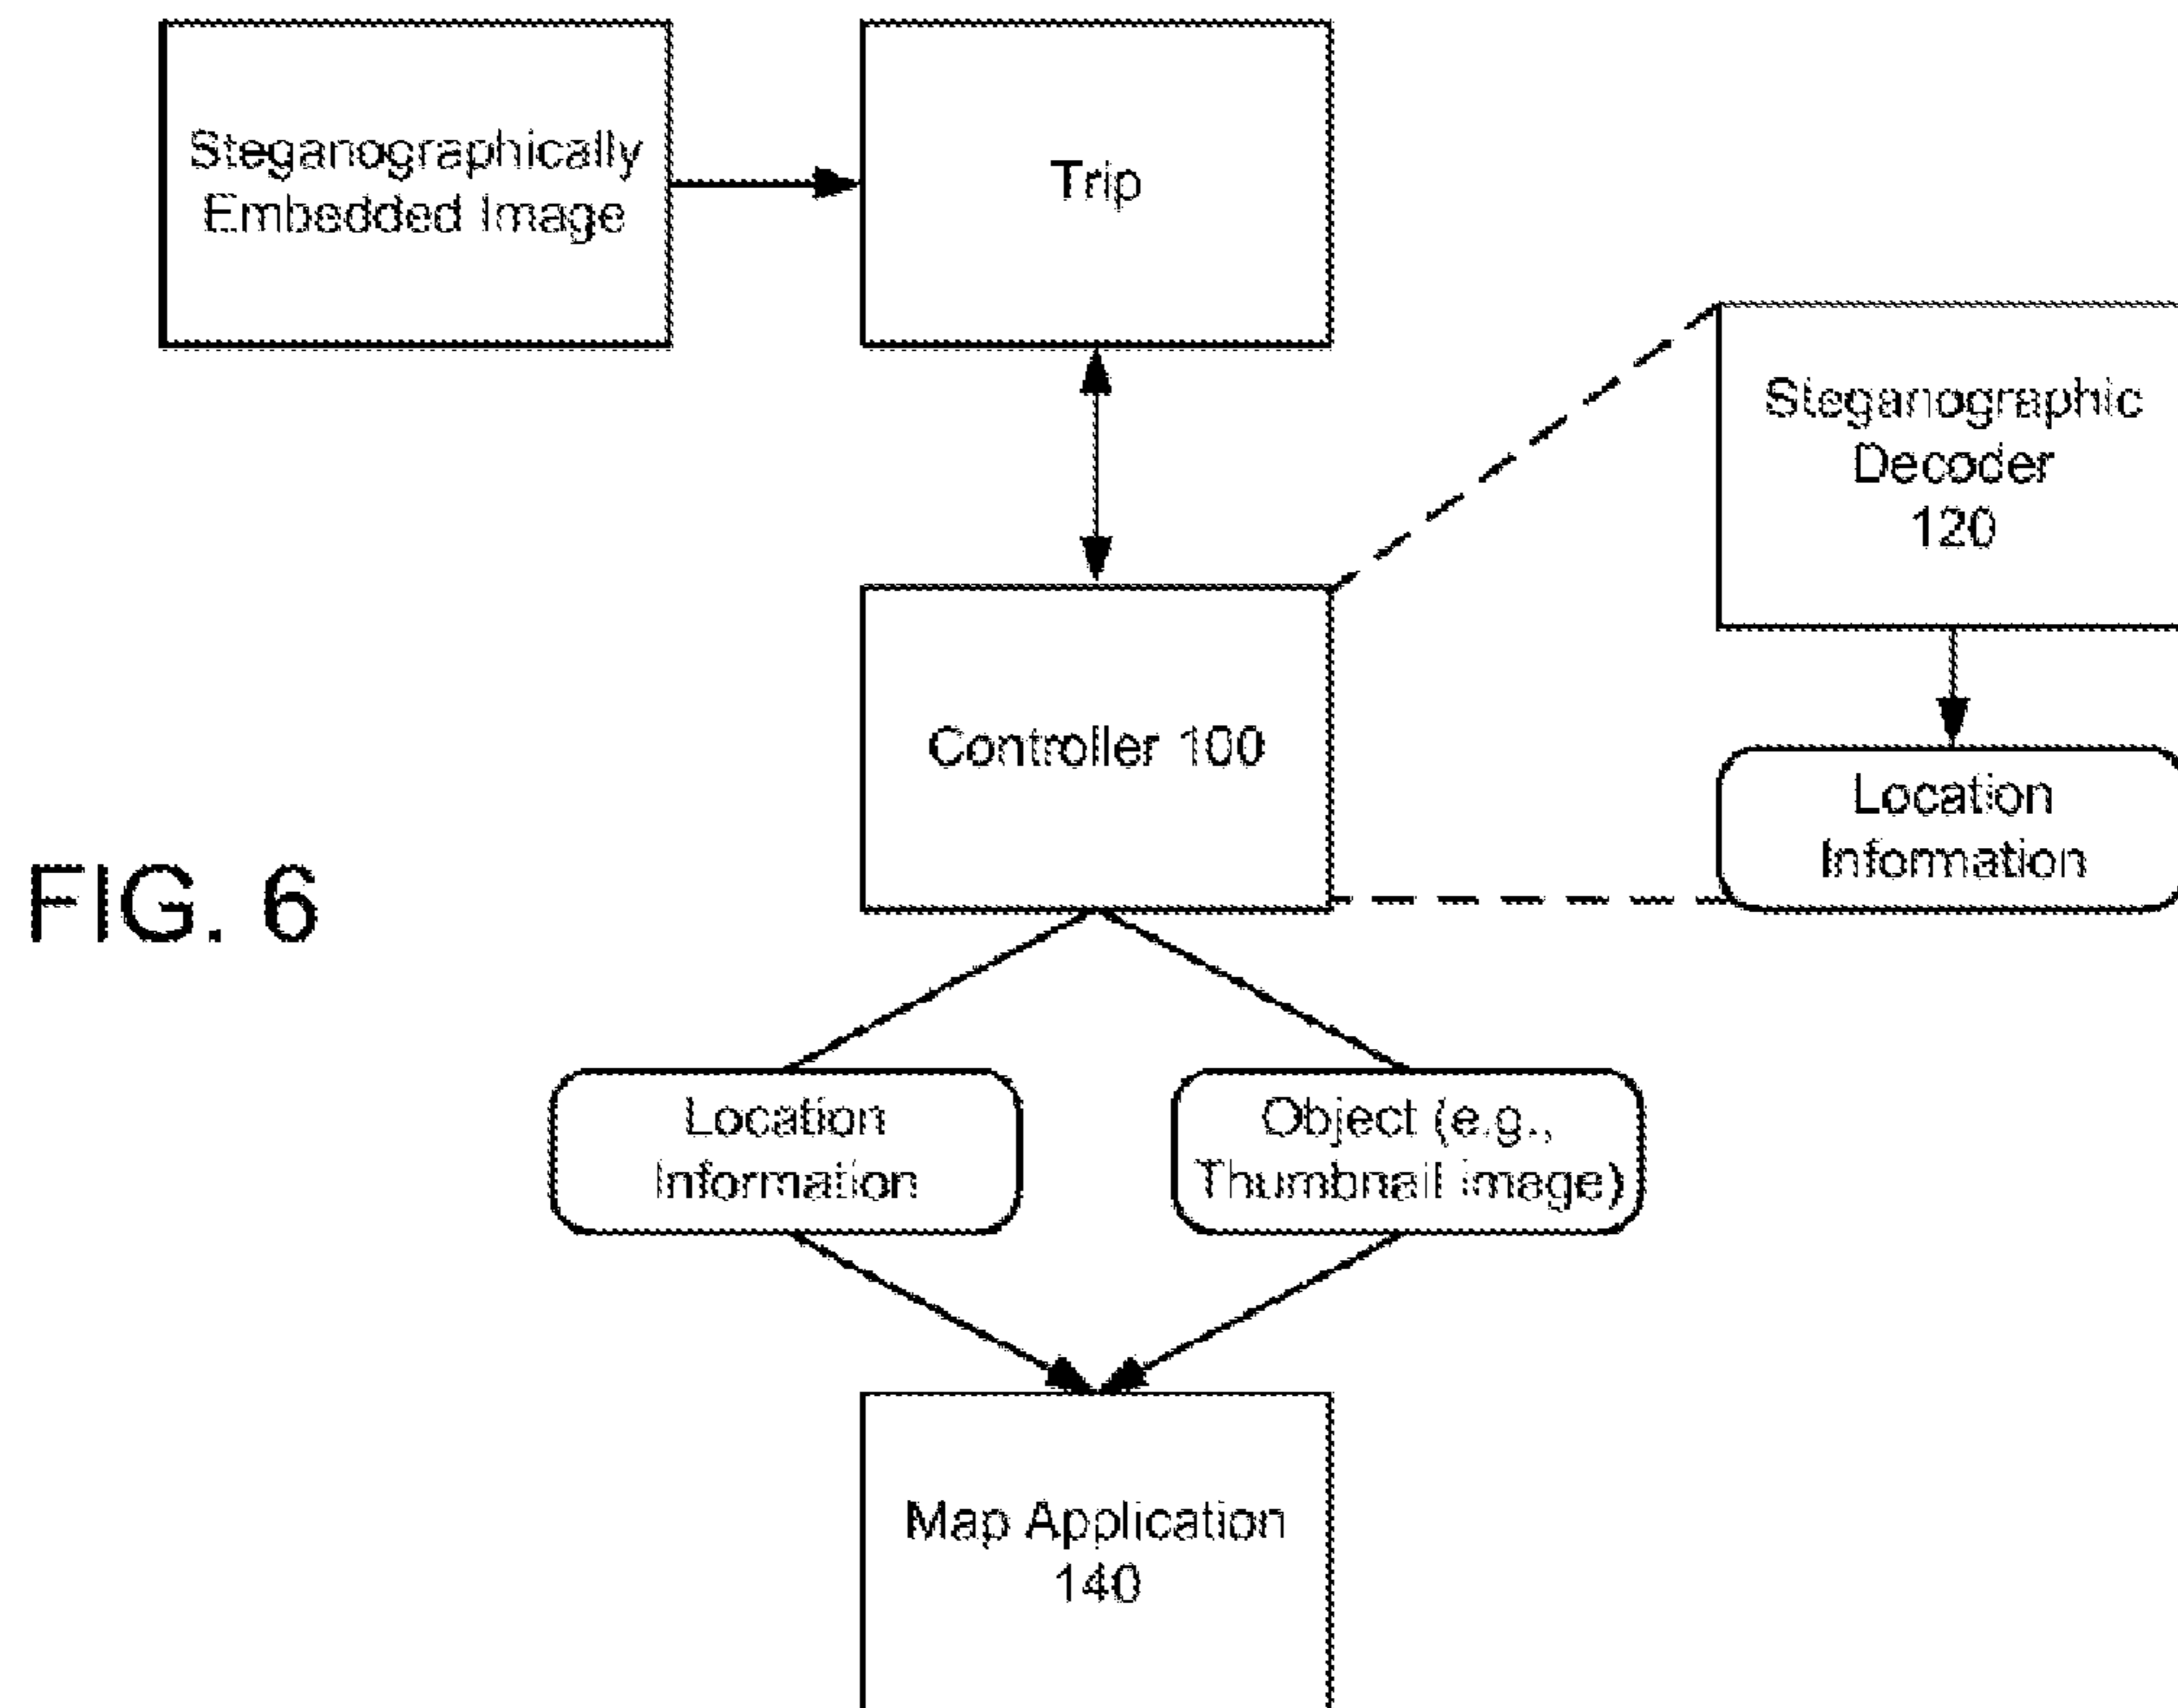 Steganographically
Embedded Image
Trip
Steganographic
Decoder
120
Controller 100
Location
Information
FIG. 6
Location
Information
Object (e.g.,
Thumbnail image)
Map Application
140